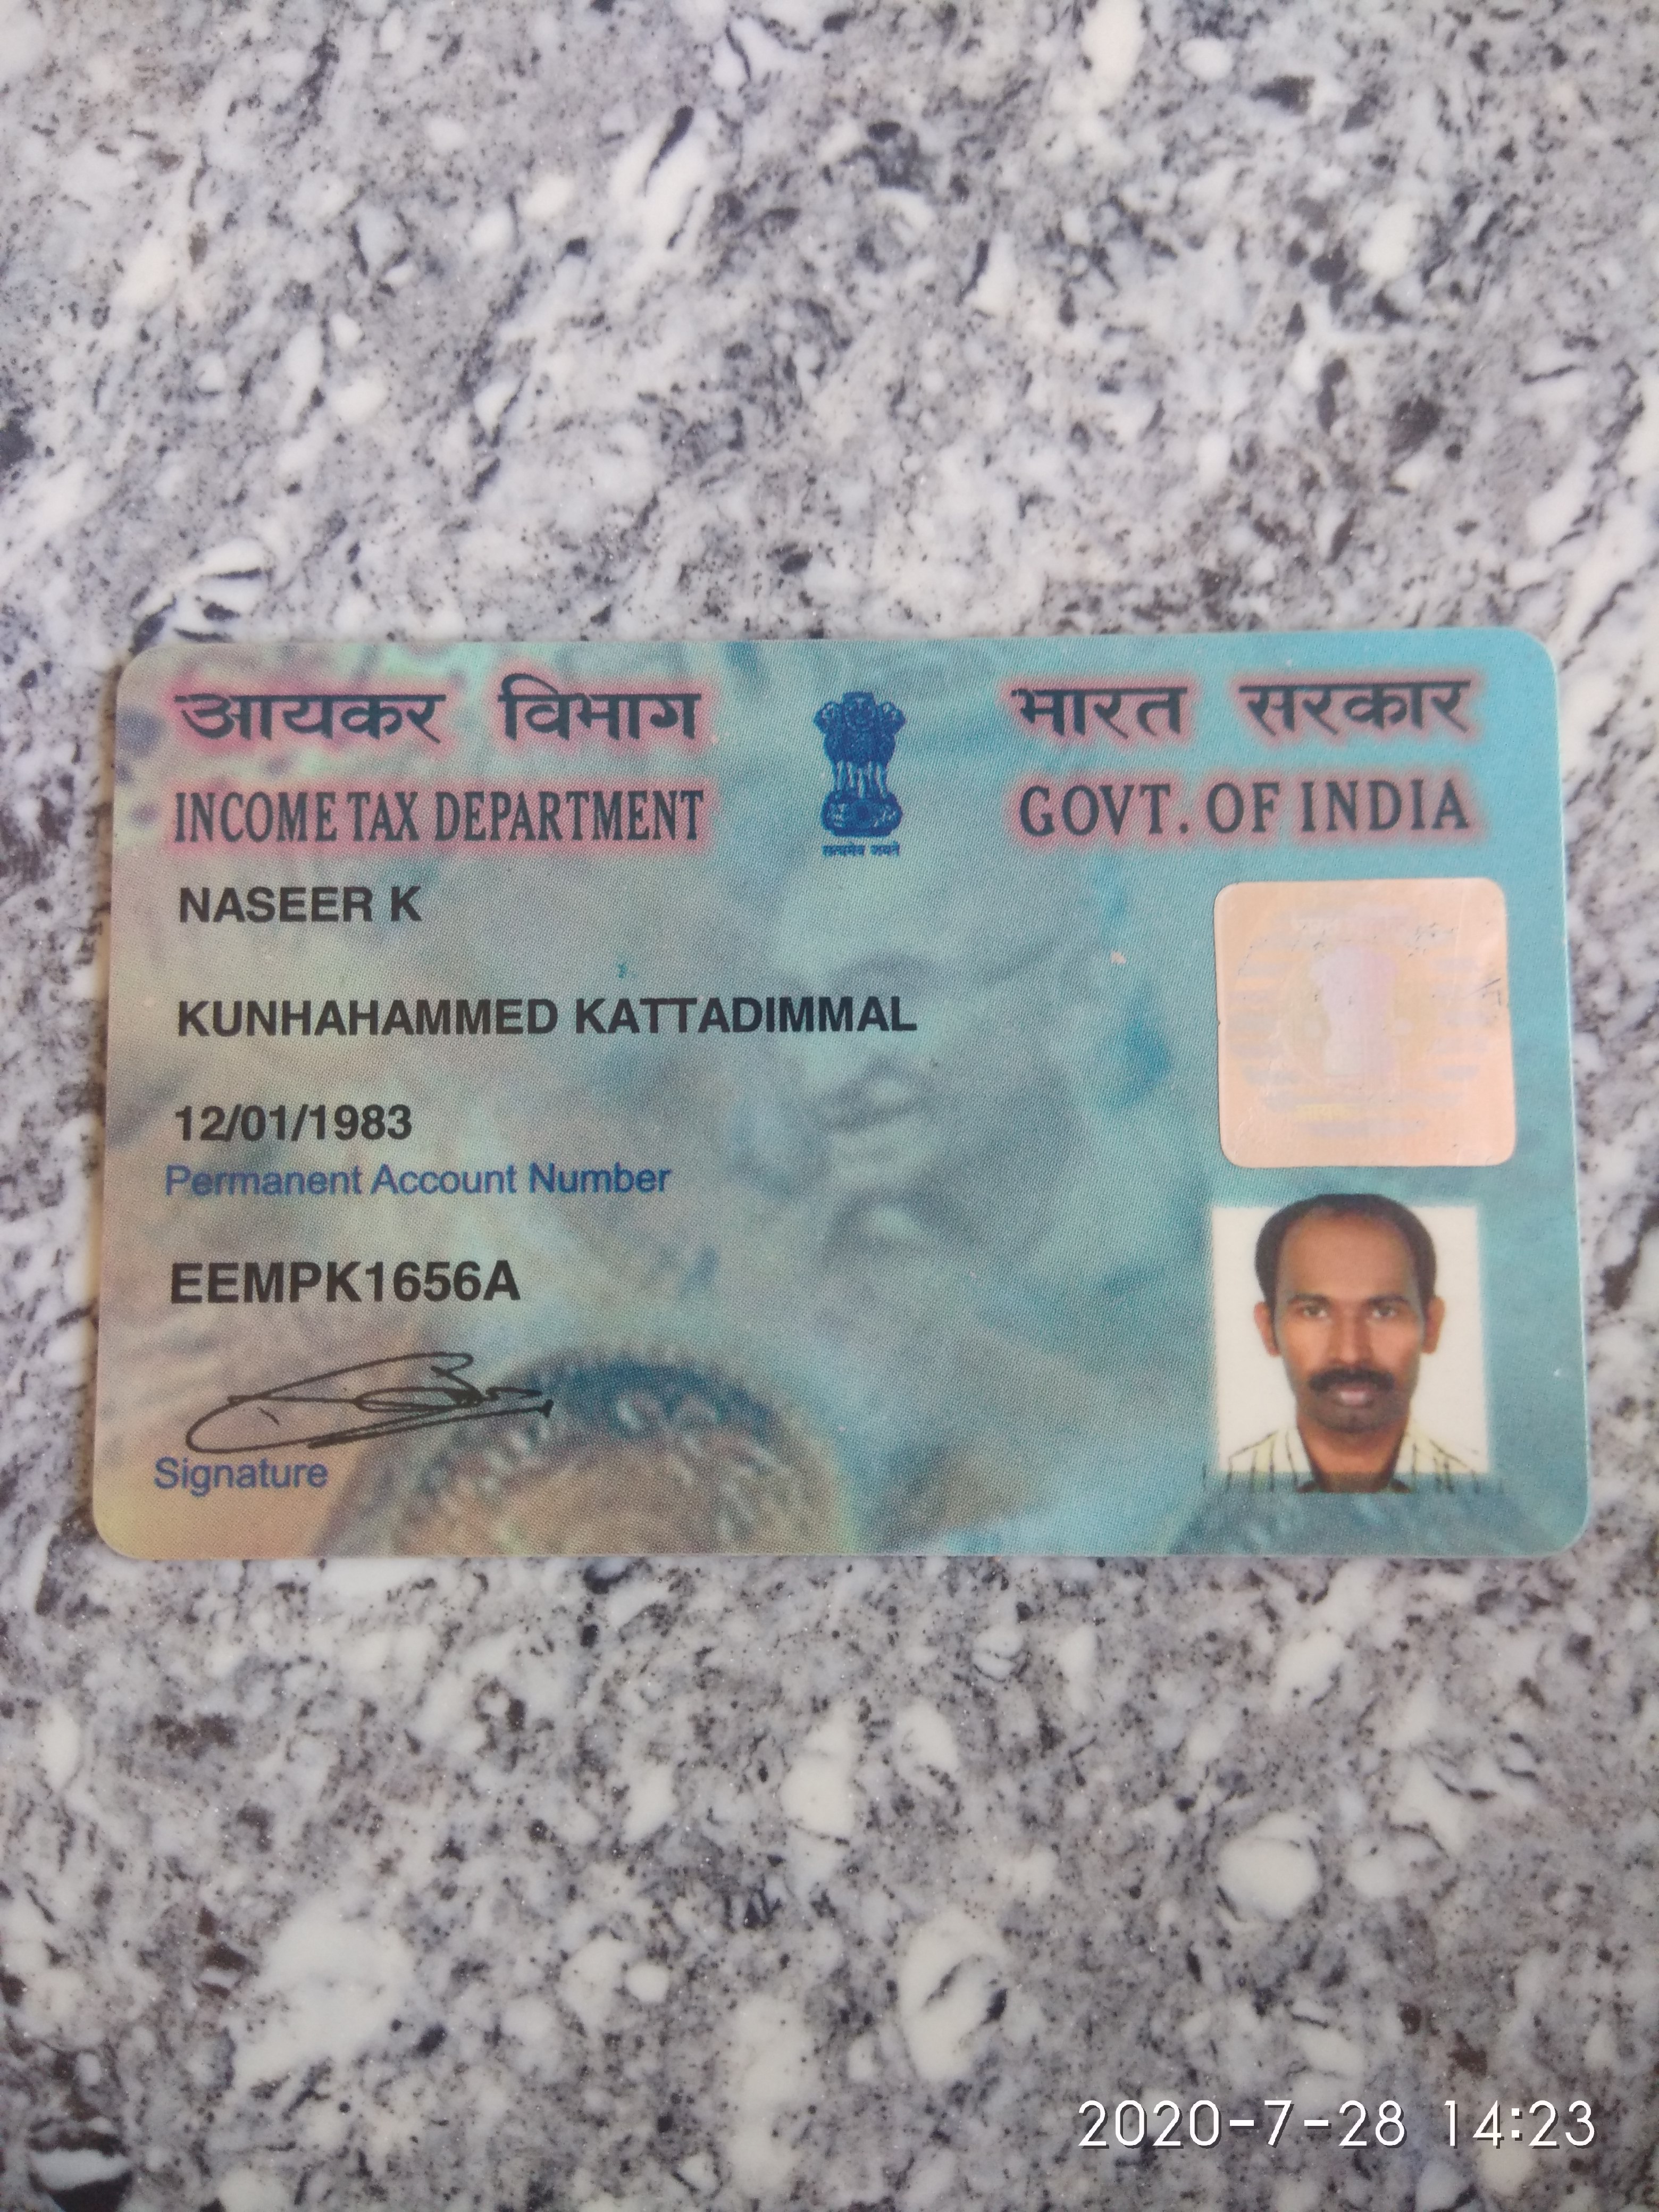 आयकर विभाग
भारत सरकार
INCOME TAX DEPARTMENT
GOVT. OF INDIA
सत्यमेव जयते
NASEER K
KUNHAHAMMED KATTADIMMAL
12/01/1983
Permanent Account Number
EEMPK1656A
Signature
2020-7-28 14:23